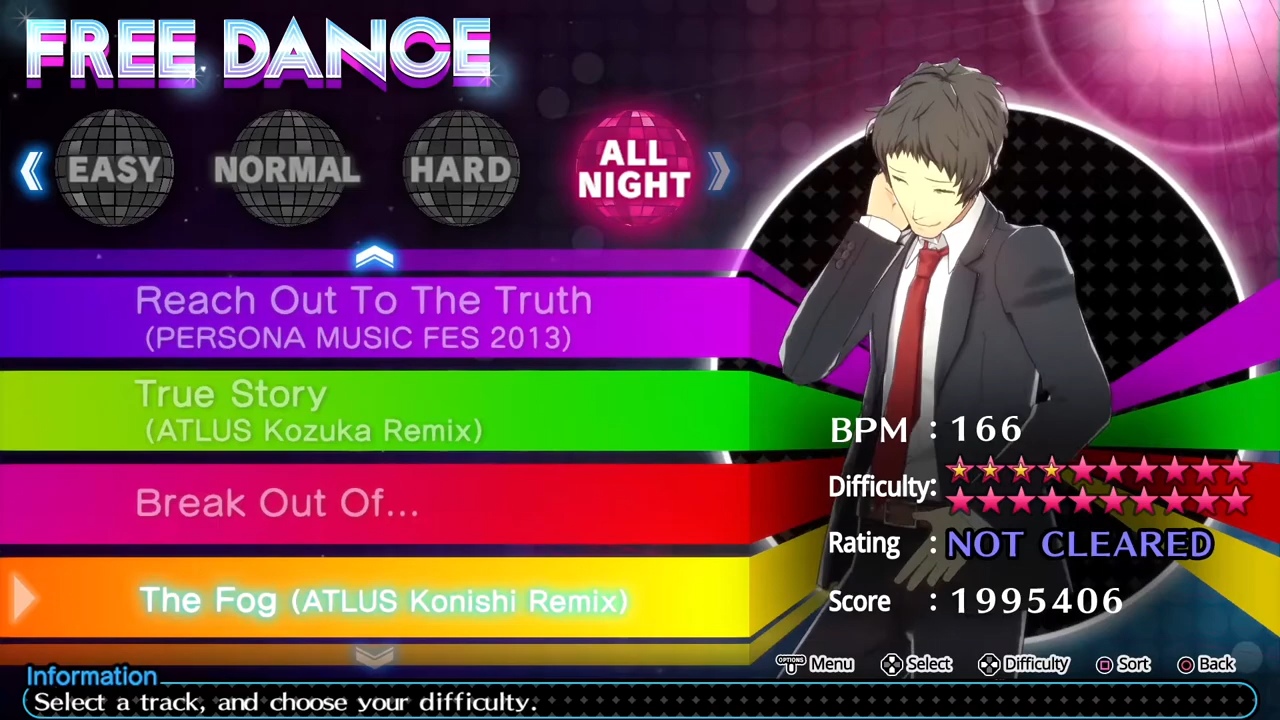 FREE DANCE
EASY
NORMAL
HARD
ALL
NIGHT
Reach Out To The Truth
(PERSONA MUSIC FES 2013)
True Story
(ATLUS Kozuka Remix)
Break Out Of...
The Fog (ATLUS Konishi Remix)
BPM : 166
Difficulty:
Rating : NOT CLEARED
Score : 1995406
OPTIONS Menu Select Difficulty Sort Back
Information
Select a track, and choose your difficulty.